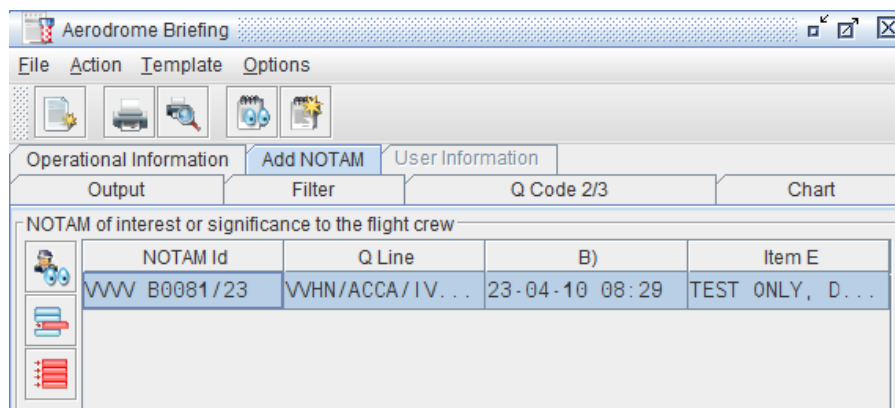 Aerodrome Briefing
File Action Template Options
Operational Information Add NOTAM User Information
Output Filter Q Code 2/3 Chart
NOTAM of interest or significance to the flight crew
NOTAM Id Q Line B) Item E
VVVV B0081/23 VVHN/ACCA/IV... 23-04-10 08:29 TEST ONLY, D...